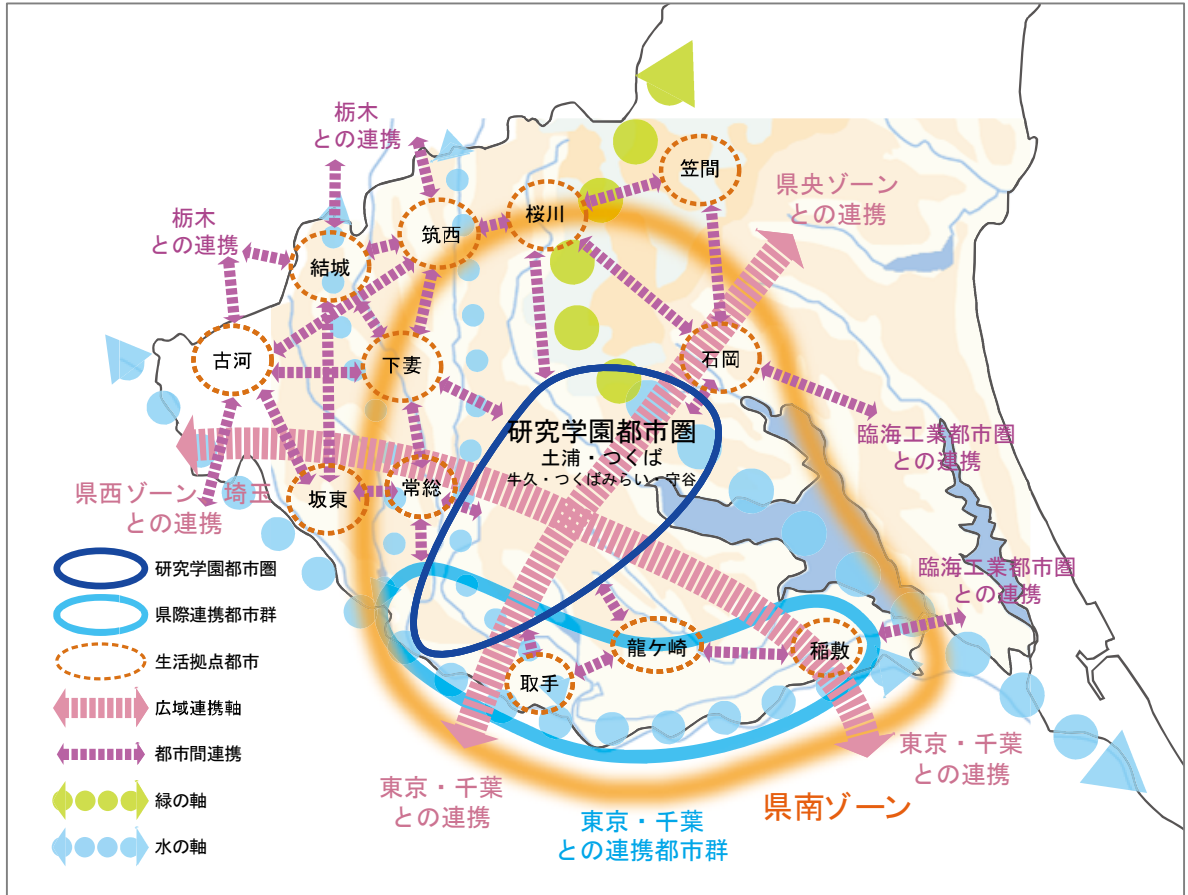 栃木
との連携
笠間
県央ゾーン
との連携
栃木
との連携
桜川
筑西
結城
古河
下妻
石岡
研究学園都市圏
土浦・つくば
牛久・つくばみらい・守谷
臨海工業都市圏
との連携
県西ゾーン・埼玉
との連携
坂東
常総
臨海工業都市圏
との連携
龍ケ崎
稲敷
取手
東京・千葉
との連携
東京・千葉
との連携
県南ゾーン
東京・千葉
との連携都市群
研究学園都市圏
県際連携都市群
生活拠点都市
広域連携軸
都市間連携
緑の軸
水の軸